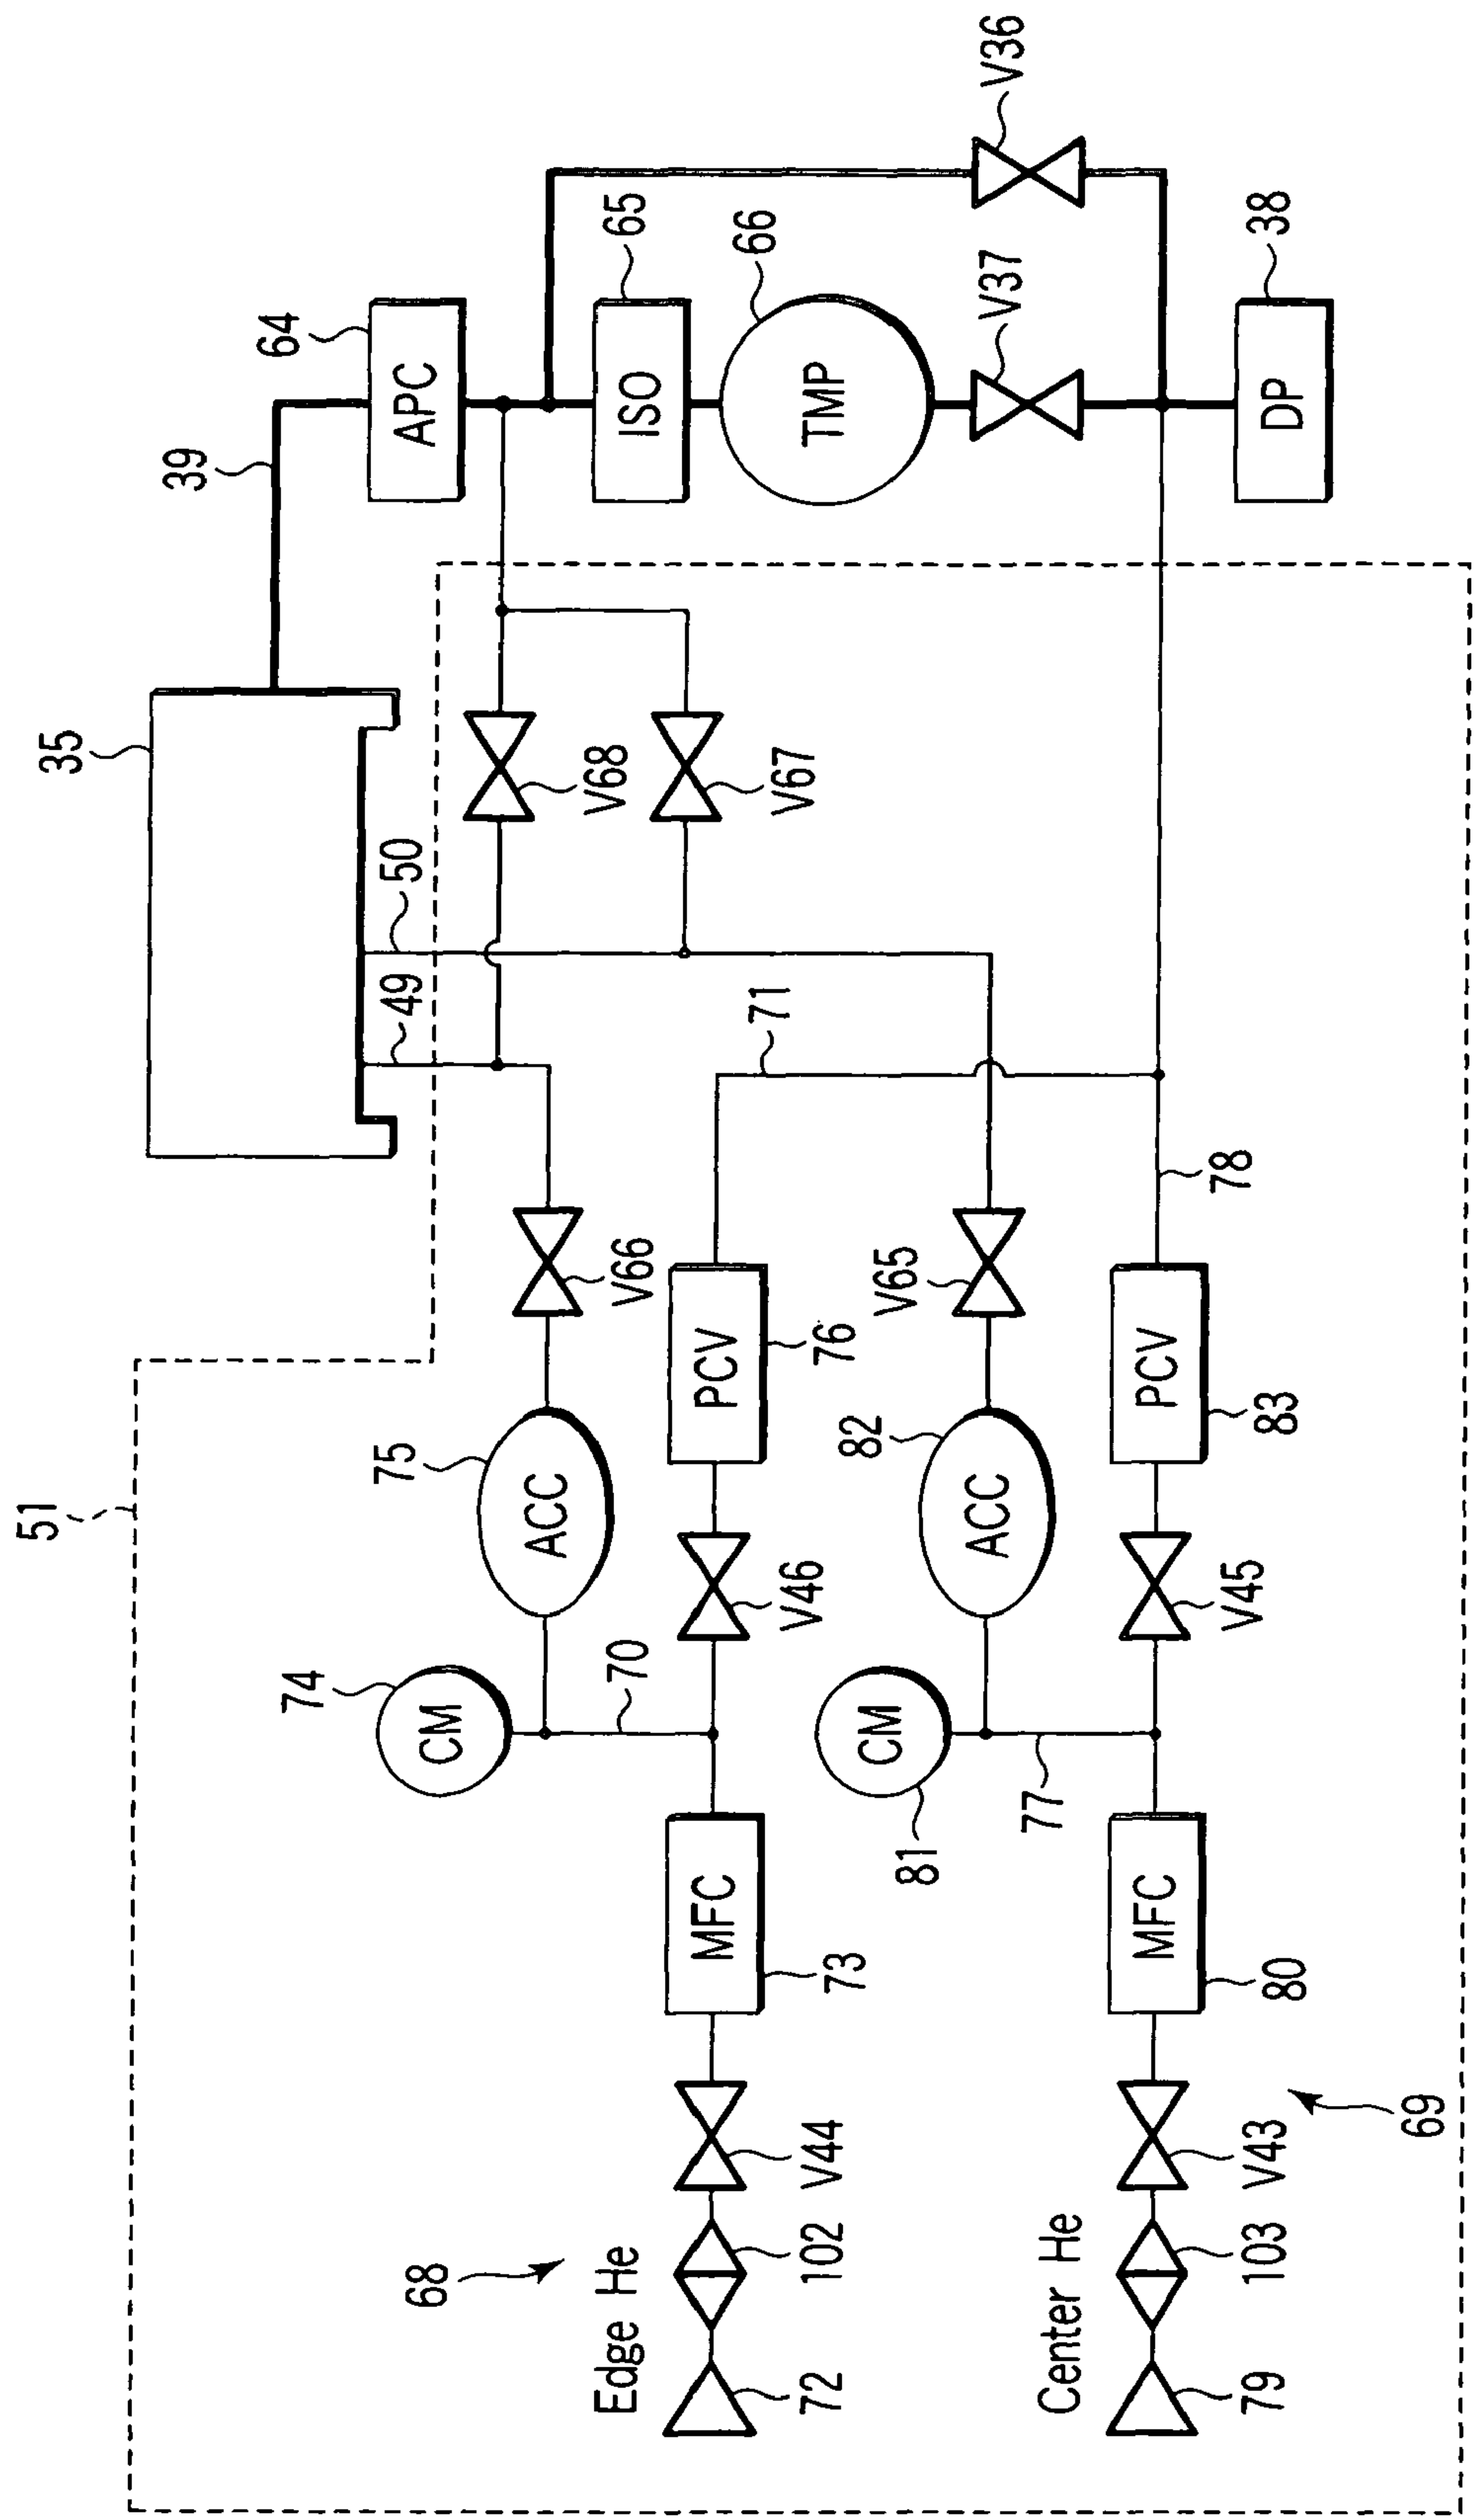 51
35
39
64
APC
65
ISO
66
TMP
V36
V37
38
DP
50
49
V68
V67
71
78
74
CM
75
ACC
V66
70
V46
PCV
76
82
ACC
V65
81
CM
77
V45
PCV
83
68
Edge He
72
102
V44
MFC
73
Center He
79
103
V43
MFC
80
69